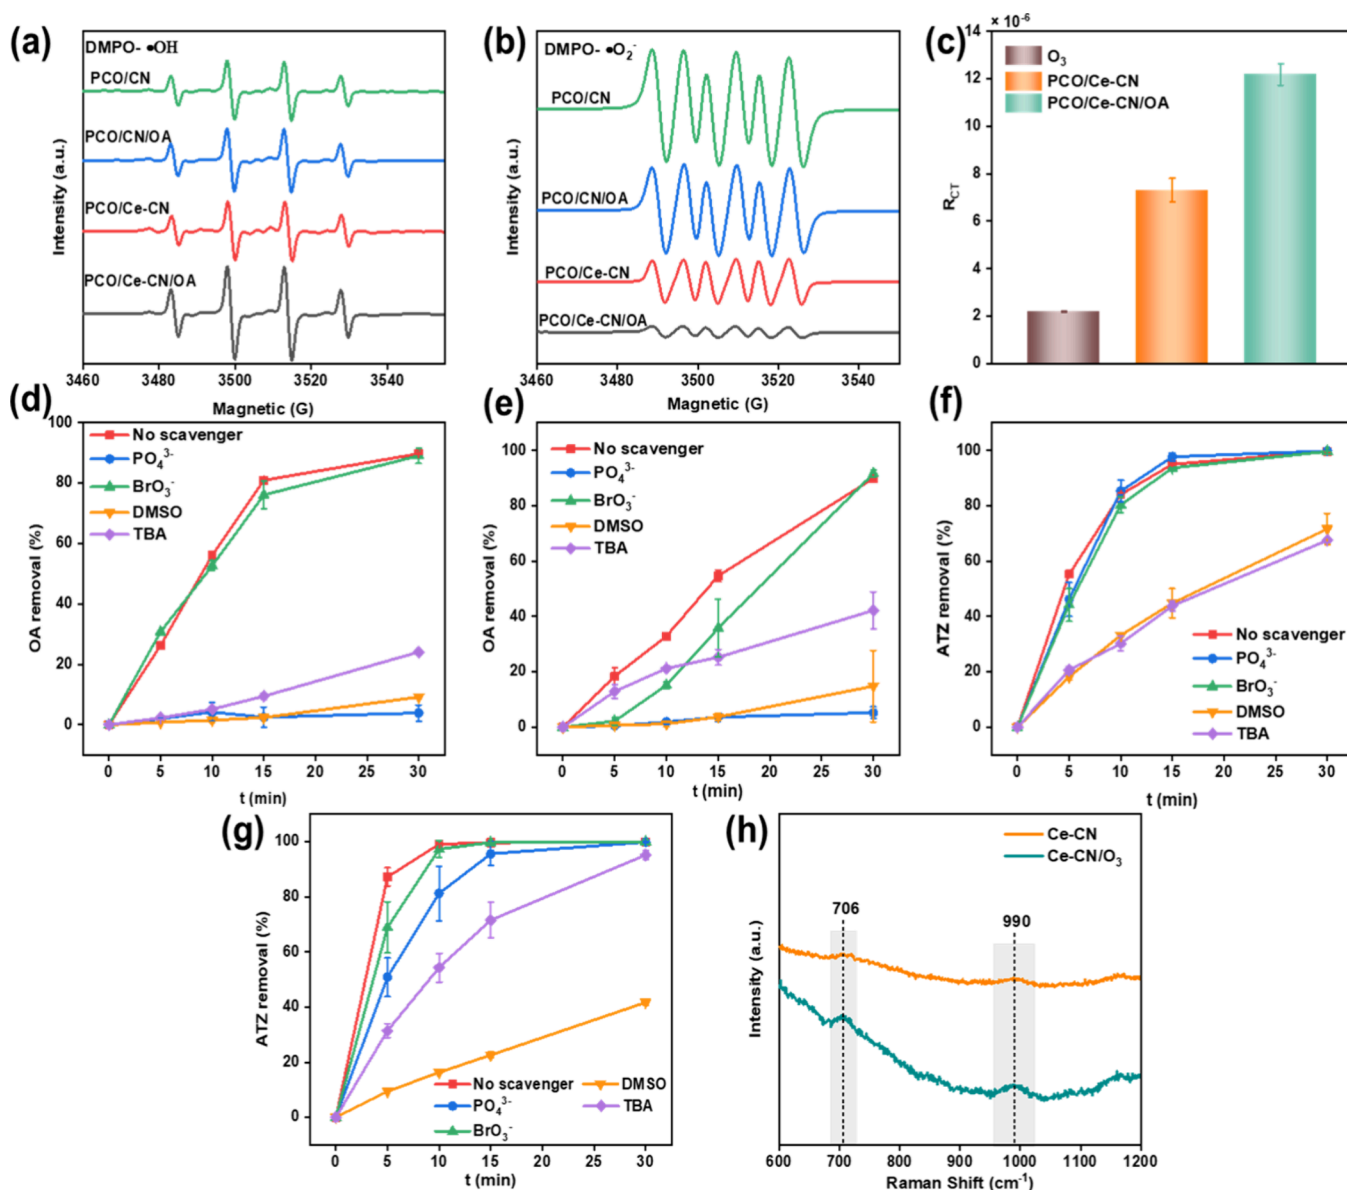 (a)
DMPO- •OH
PCO/CN
PCO/CN/OA
PCO/Ce-CN
PCO/Ce-CN/OA
Intensity (a.u.)
3460 3480 3500 3520 3540
Magnetic (G)
(b)
DMPO- •O₂⁻
PCO/CN
PCO/CN/OA
PCO/Ce-CN
PCO/Ce-CN/OA
Intensity (a.u.)
3460 3480 3500 3520 3540
Magnetic (G)
(c)
× 10⁻⁶
14
12
10
8
6
4
2
0
R_CT
O₃
PCO/Ce-CN
PCO/Ce-CN/OA
(d)
100
80
60
40
20
0
OA removal (%)
No scavenger
PO₄³⁻
BrO₃⁻
DMSO
TBA
0 5 10 15 20 25 30
t (min)
(e)
100
80
60
40
20
0
OA removal (%)
No scavenger
PO₄³⁻
BrO₃⁻
DMSO
TBA
0 5 10 15 20 25 30
t (min)
(f)
100
80
60
40
20
0
ATZ removal (%)
No scavenger
PO₄³⁻
BrO₃⁻
DMSO
TBA
0 5 10 15 20 25 30
t (min)
(g)
100
80
60
40
20
0
ATZ removal (%)
No scavenger DMSO
PO₄³⁻ TBA
BrO₃⁻
0 5 10 15 20 25 30
t (min)
(h)
Ce-CN
Ce-CN/O₃
706
990
Intensity (a.u.)
600 700 800 900 1000 1100 1200
Raman Shift (cm⁻¹)